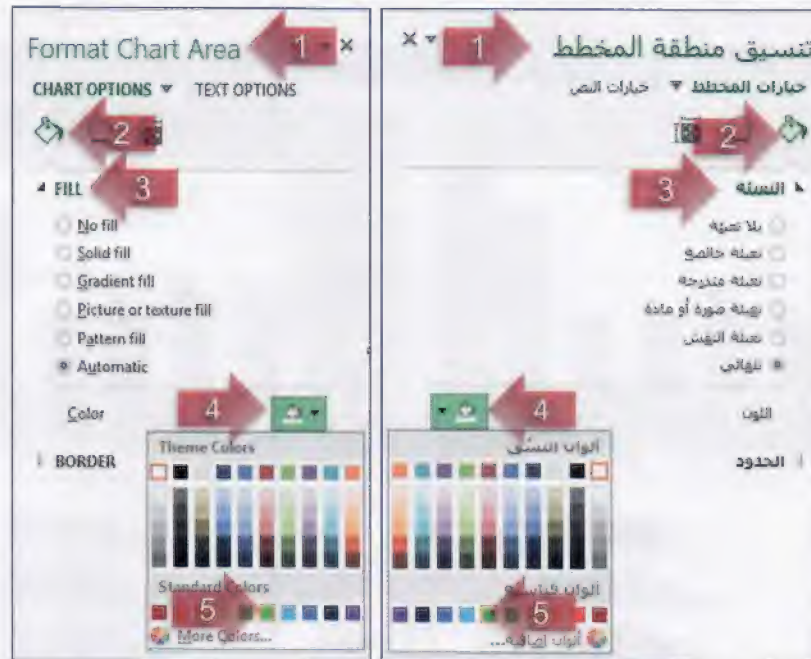 Format Chart Area 1 ×
CHART OPTIONS TEXT OPTIONS
2
FILL 3
No fill
Solid fill
Gradient fill
Picture or texture fill
Pattern fill
Automatic
Color 4
Theme Colors
BORDER
Standard Colors
5
More Colors...
تنسيق منطقة المخطط 1 ×
خيارات المخطط خيارات النص
2
التعبئة 3
بلا تعبئة
تعبئة خالصة
تعبئة متدرجة
تعبئة صورة أو مادة
تعبئة النقش
تلقائي
اللون 4
ألوان النسق
الحدود
ألوان قياسية
5
ألوان إضافية...